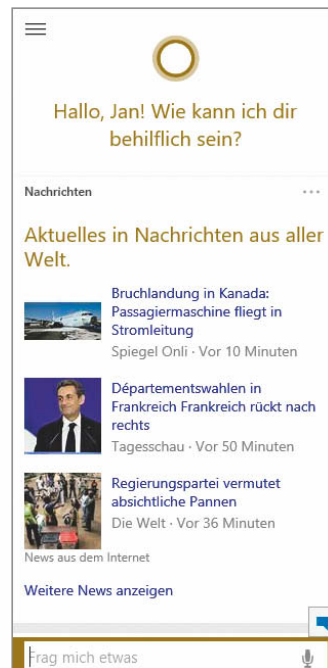 Hallo, Jan! Wie kann ich dir
behilflich sein?
Nachrichten
Aktuelles in Nachrichten aus aller
Welt.
Bruchlandung in Kanada:
Passagiermaschine fliegt in
Stromleitung
Spiegel Onli · Vor 10 Minuten
Départementswahlen in
Frankreich Frankreich rückt nach
rechts
Tagesschau · Vor 50 Minuten
Regierungspartei vermutet
absichtliche Pannen
Die Welt · Vor 36 Minuten
News aus dem Internet
Weitere News anzeigen
Frag mich etwas